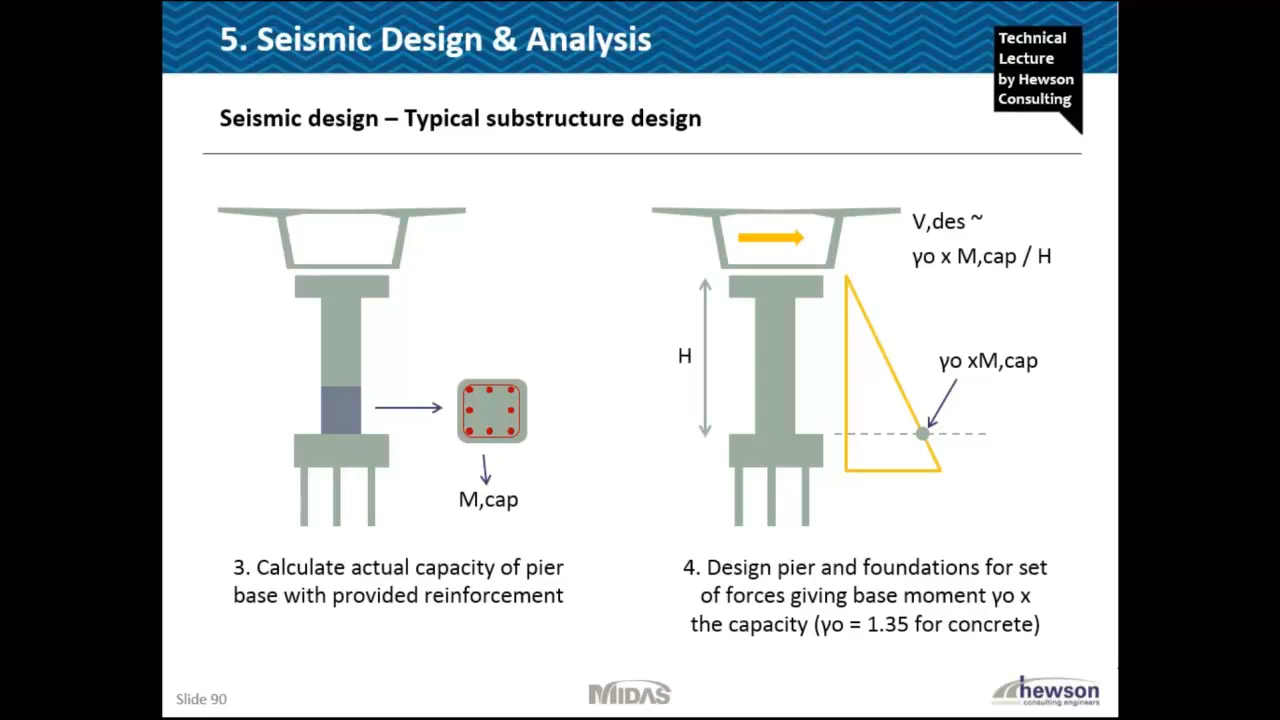 5. Seismic Design & Analysis
Technical
Lecture
by Hewson
Consulting
Seismic design – Typical substructure design
M,cap
3. Calculate actual capacity of pier
base with provided reinforcement
V,des ~
γo x M,cap / H
H
γo xM,cap
4. Design pier and foundations for set
of forces giving base moment γo x
the capacity (γo = 1.35 for concrete)
Slide 90
MIDAS
hewson
consulting engineers